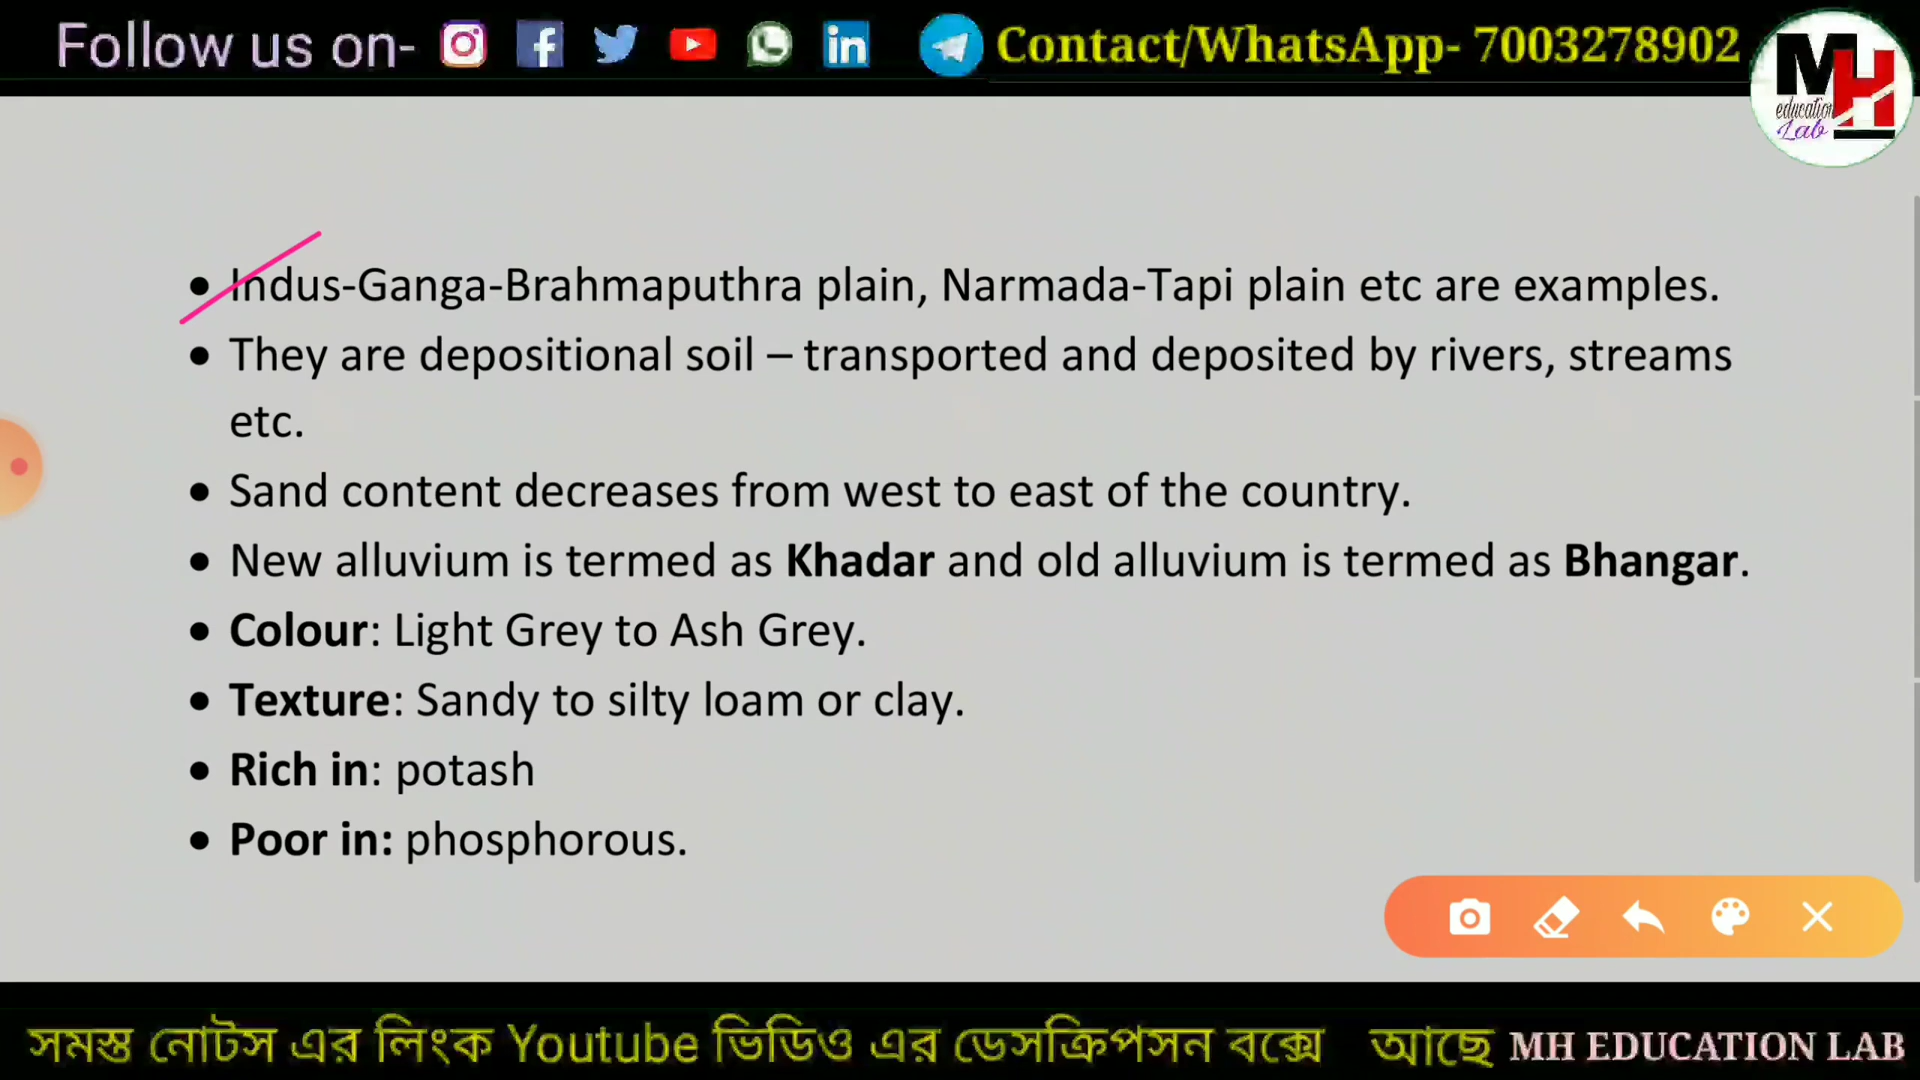 Follow us on- Contact/WhatsApp- 7003278902
MH
education
Lab
• Indus-Ganga-Brahmaputhra plain, Narmada-Tapi plain etc are examples.
• They are depositional soil – transported and deposited by rivers, streams
etc.
• Sand content decreases from west to east of the country.
• New alluvium is termed as Khadar and old alluvium is termed as Bhangar.
• Colour: Light Grey to Ash Grey.
• Texture: Sandy to silty loam or clay.
• Rich in: potash
• Poor in: phosphorous.
সমস্ত নোটস এর লিংক Youtube ভিডিও এর ডেসক্রিপসন বক্সে আছে MH EDUCATION LAB